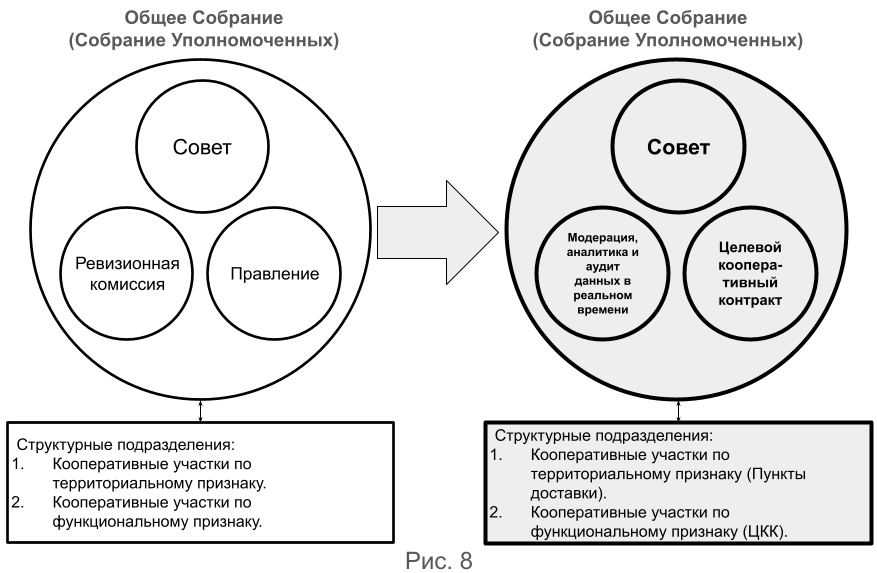 Общее Собрание
(Собрание Уполномоченных)
Совет
Ревизионная
комиссия
Правление
Структурные подразделения:
1. Кооперативные участки по
территориальному признаку.
2. Кооперативные участки по
функциональному признаку.
Общее Собрание
(Собрание Уполномоченных)
Совет
Модерация,
аналитика и
аудит
данных в
реальном
времени
Целевой
коопера-
тивный
контракт
Структурные подразделения:
1. Кооперативные участки по
территориальному признаку (Пункты
доставки).
2. Кооперативные участки по
функциональному признаку (ЦКК).
Рис. 8